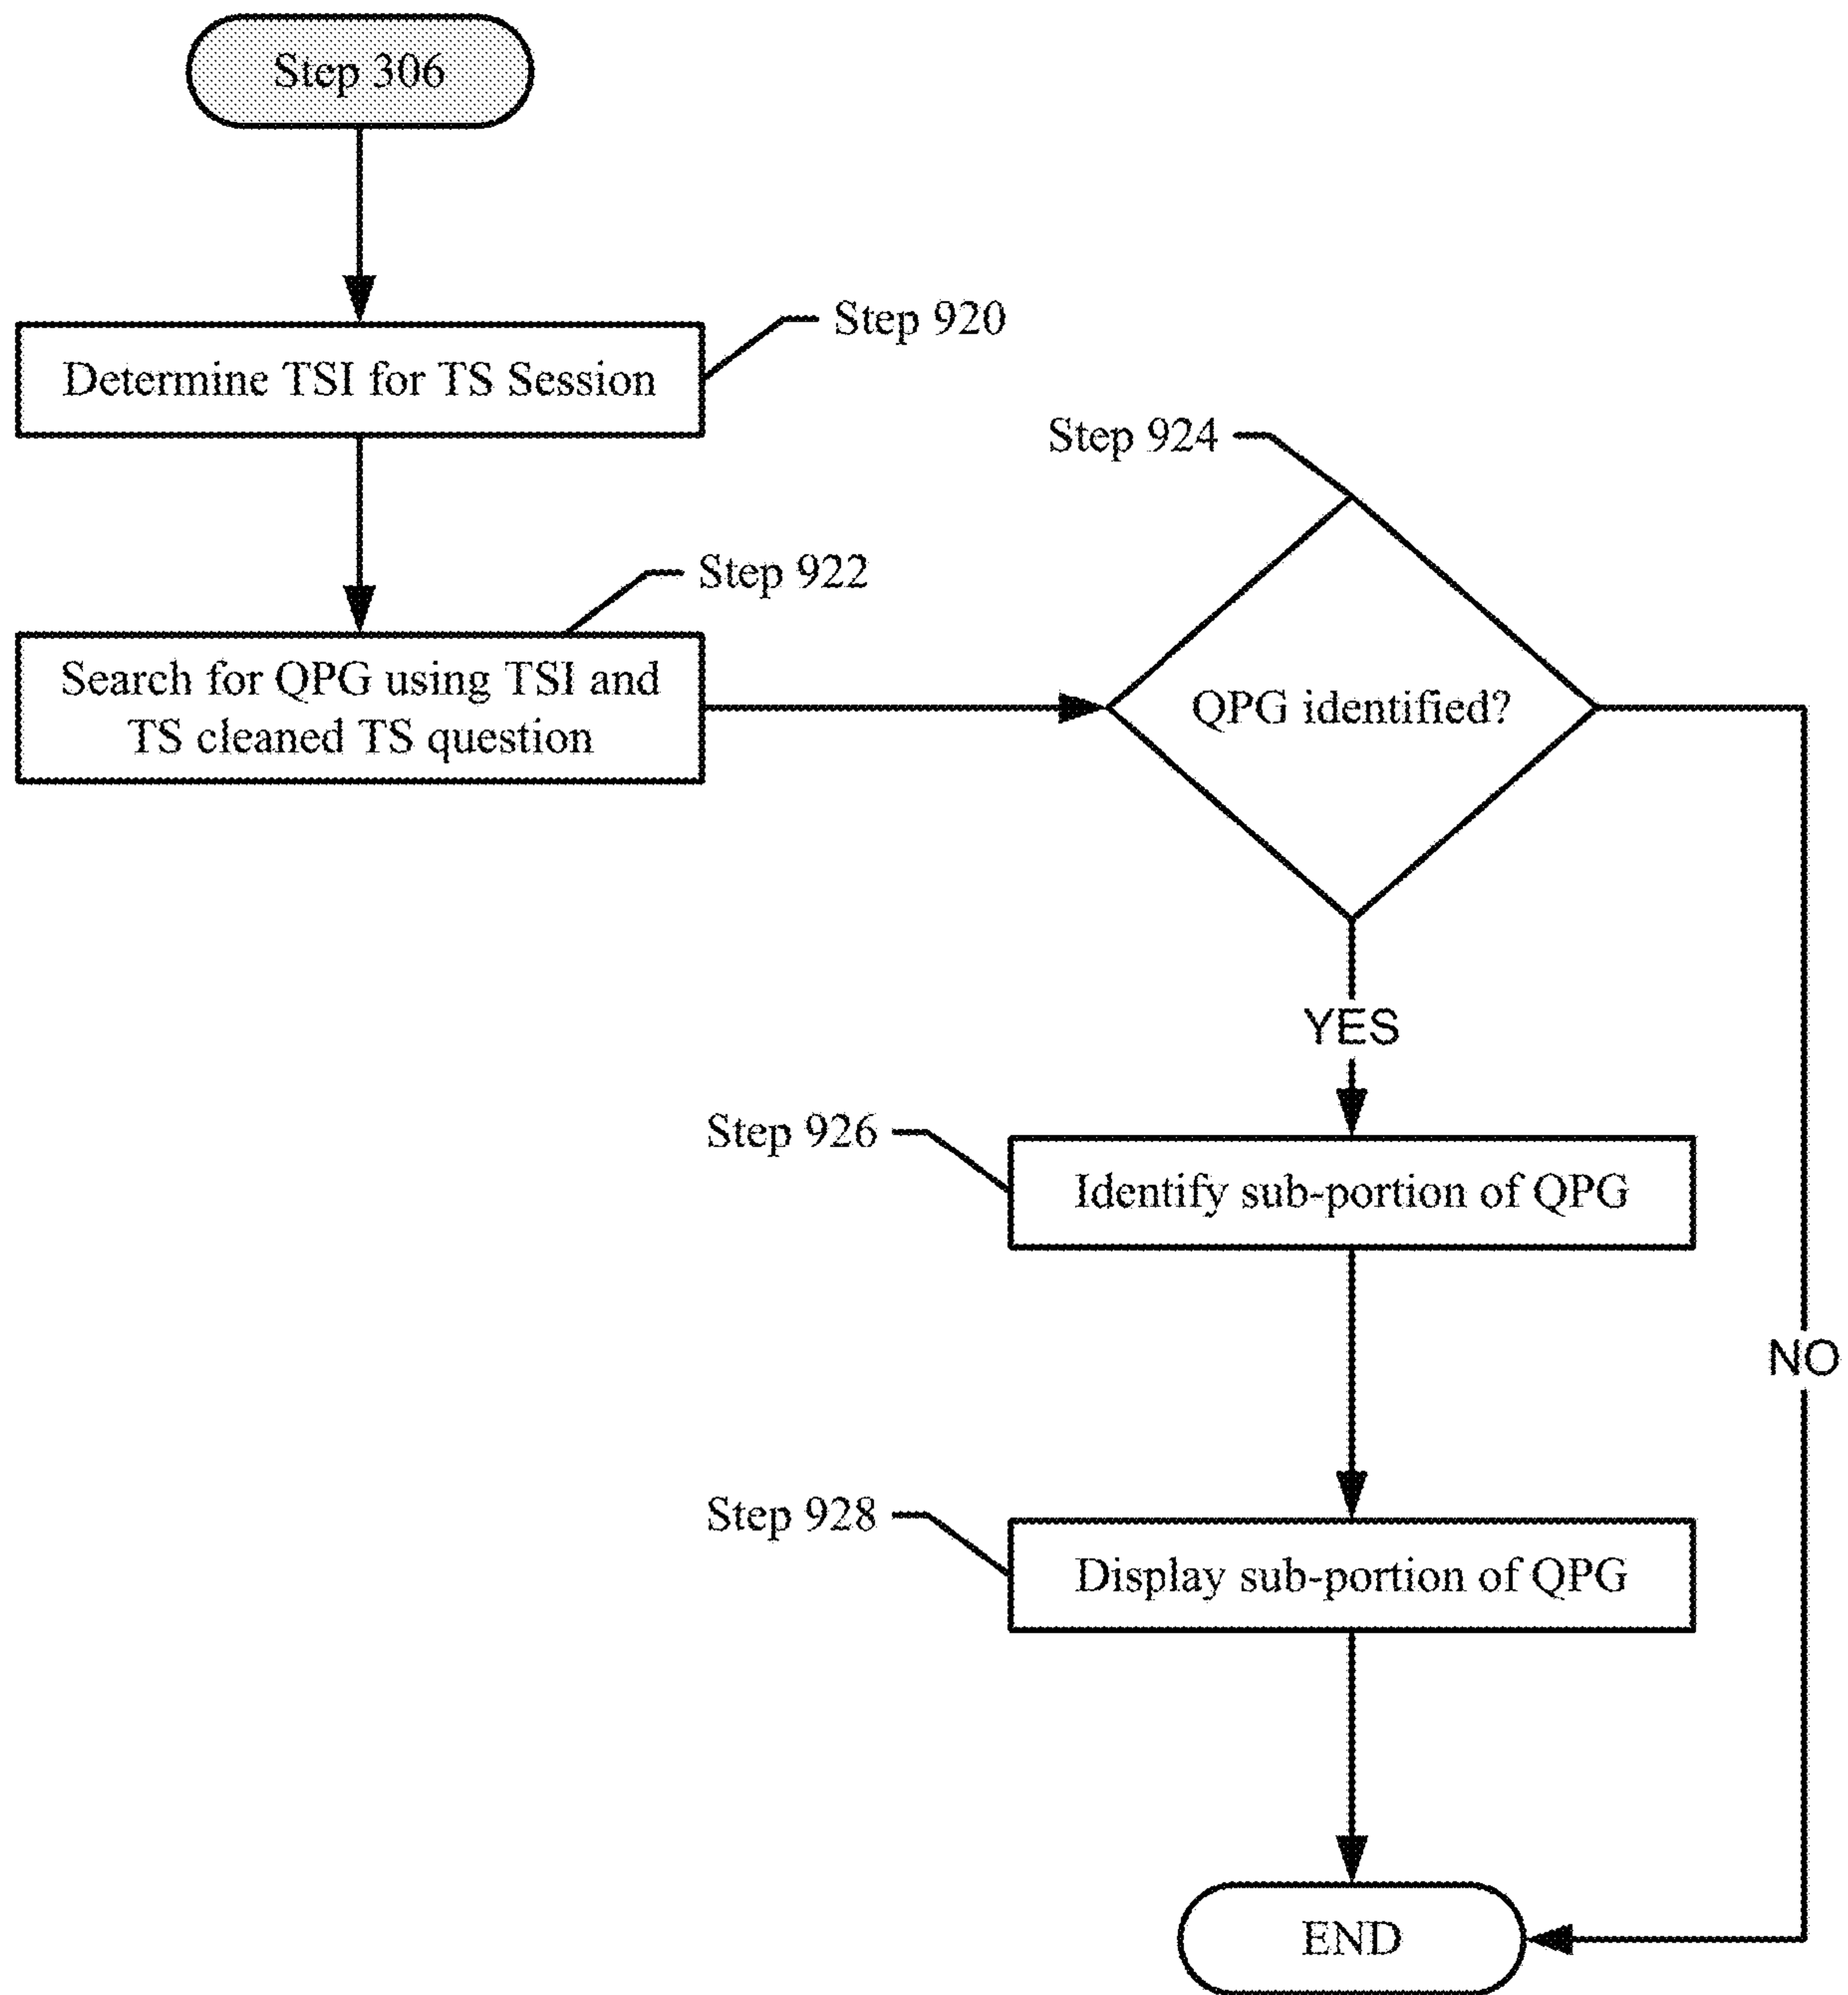 Step 306
Step 920
Determine TSI for TS Session
Step 922
Search for QPG using TSI and
TS cleaned TS question
Step 924
QPG identified?
YES
NO
Step 926
Identify sub-portion of QPG
Step 928
Display sub-portion of QPG
END